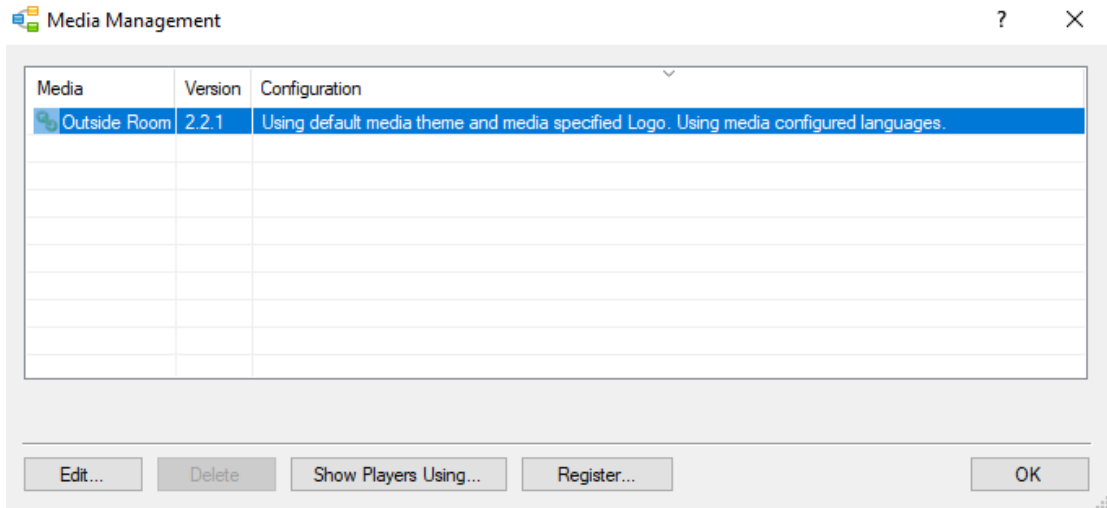 Media Management
Media Version Configuration
Outside Room 2.2.1 Using default media theme and media specified Logo. Using media configured languages.
Edit... Delete Show Players Using... Register... OK